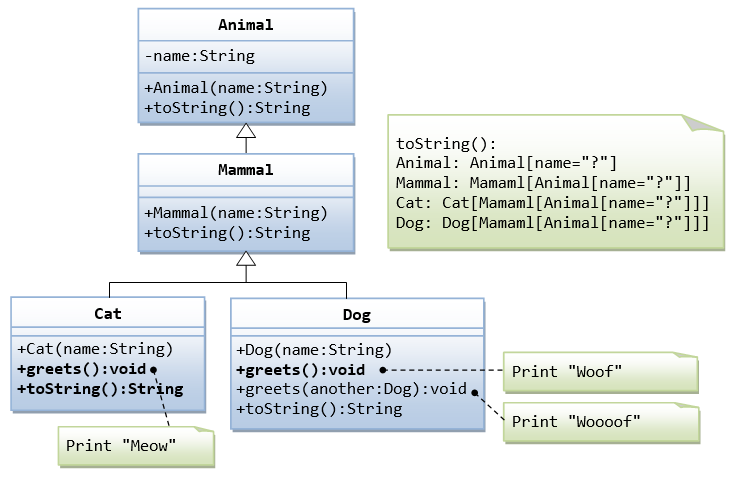 Animal
-name:String
+Animal(name:String)
+toString():String
toString():
Animal: Animal[name="?"]
Mammal: Mamaml[Animal[name="?"]]
Cat: Cat[Mamaml[Animal[name="?"]]]
Dog: Dog[Mamaml[Animal[name="?"]]]
Mammal
+Mammal(name:String)
+toString():String
Cat
+Cat(name:String)
+greets():void
+toString():String
Print "Meow"
Dog
+Dog(name:String)
+greets():void
+greets(another:Dog):void
+toString():String
Print "Woof"
Print "Woooof"